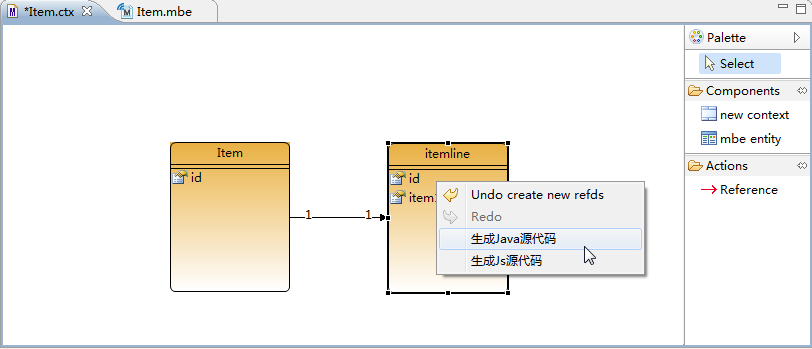 *Item.ctx
Item.mbe
Palette
Select
Components
new context
mbe entity
Actions
Reference
Item
id
1
1
itemline
id
item
Undo create new refds
Redo
生成Java源代码
生成Js源代码